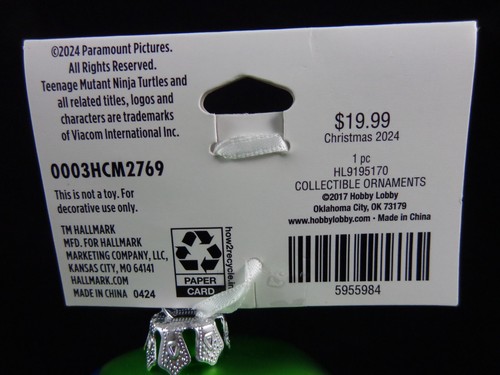 ©2024 Paramount Pictures.
All Rights Reserved.
Teenage Mutant Ninja Turtles and
all related titles, logos and
characters are trademarks
of Viacom International Inc.
0003HCM2769
This is not a toy. For
decorative use only.
TM HALLMARK
MFD. FOR HALLMARK
MARKETING COMPANY, LLC,
KANSAS CITY, MO 64141
HALLMARK.COM
MADE IN CHINA 0424
PAPER
CARD
how2recycle.in
$19.99
Christmas 2024
1 pc
HL9195170
COLLECTIBLE ORNAMENTS
©2017 Hobby Lobby
Oklahoma City, OK 73179
www.hobbylobby.com • Made in China
5955984